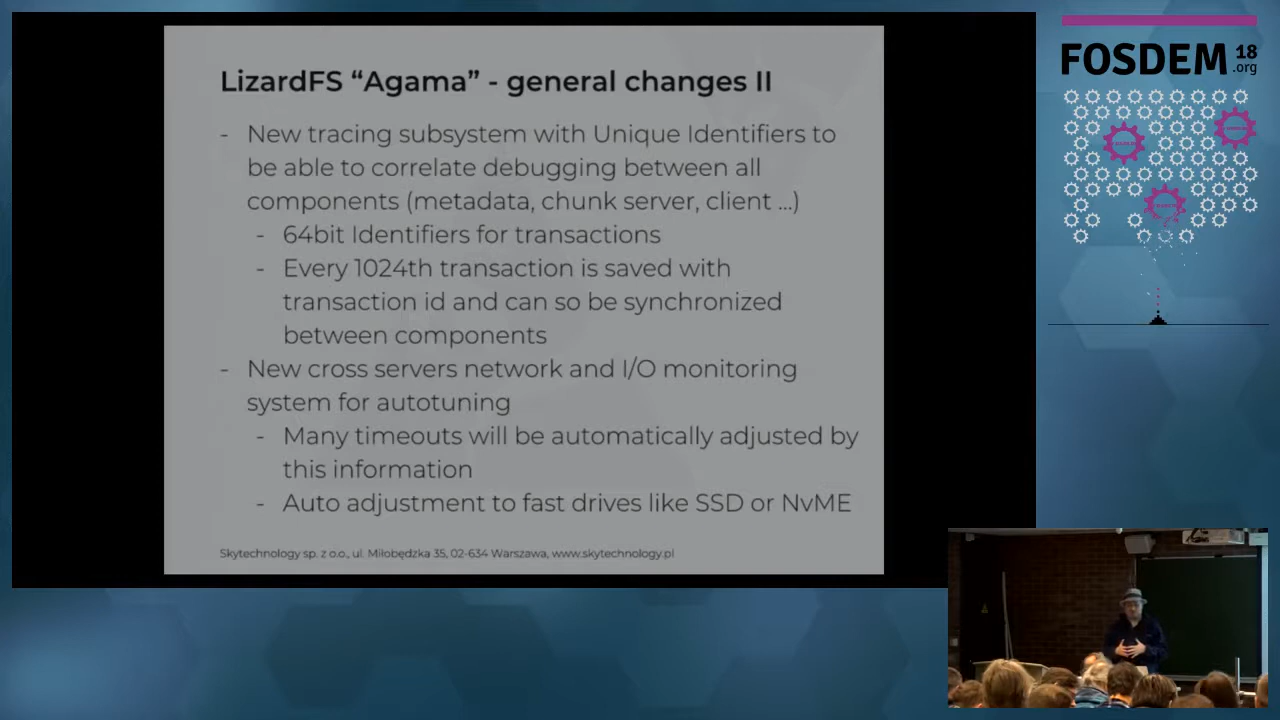 LizardFS “Agama” - general changes II
- New tracing subsystem with Unique Identifiers to
be able to correlate debugging between all
components (metadata, chunk server, client ...)
- 64bit Identifiers for transactions
- Every 1024th transaction is saved with
transaction id and can so be synchronized
between components
- New cross servers network and I/O monitoring
system for autotuning
- Many timeouts will be automatically adjusted by
this information
- Auto adjustment to fast drives like SSD or NvME
Skytechnology sp. z o.o., ul. Miłobędzka 35, 02-634 Warszawa, www.skytechnology.pl
FOSDEM 18
.org